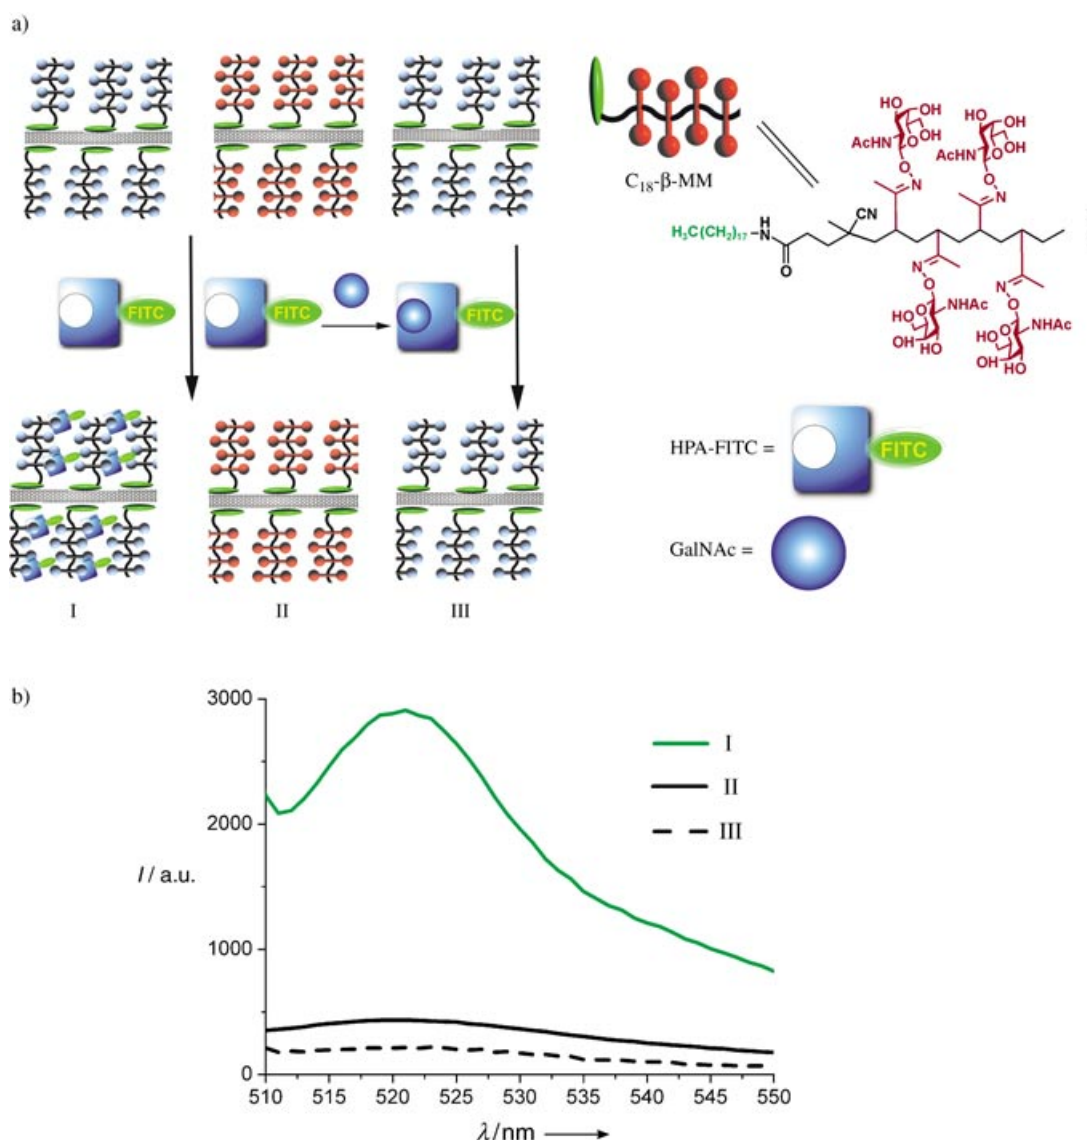 a)
C₁₈-β-MM
HO OH
HO OH
AcHN
OH
AcHN
OH
O
O
O
N
O
N
CN
H₃C(CH₂)₁₇
H
N
O
N
N
O
O
HO
O
NHAc
HO
O
NHAc
OH
HO
OH
HO
FITC
FITC
FITC
HPA-FITC =
FITC
GalNAc =
I
II
III
b)
3000
2000
1000
0
I / a.u.
I
II
III
510 515 520 525 530 535 540 545 550
λ/nm